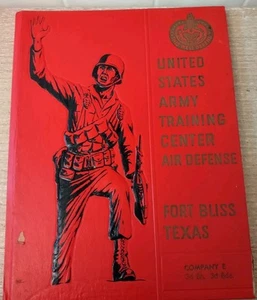 UNITED
STATES
ARMY
TRAINING
CENTER
AIR DEFENSE
FORT BLISS
TEXAS
COMPANY E